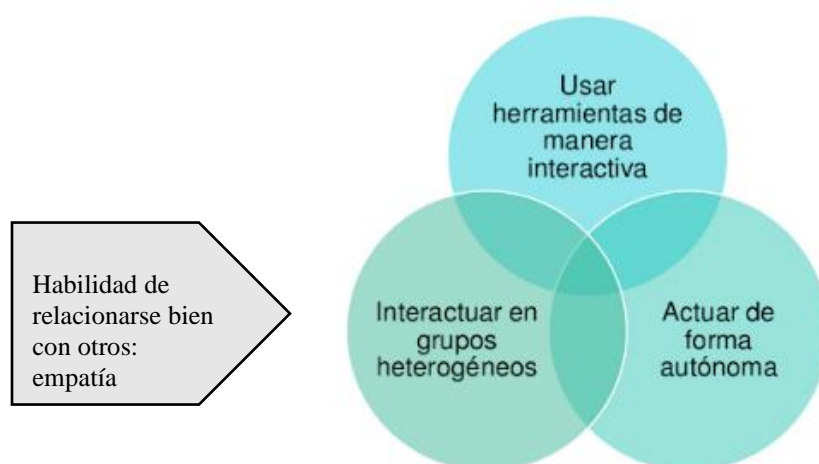 Usar
herramientas de
manera
interactiva
Habilidad de
relacionarse bien
con otros:
empatía
Interactuar en
grupos
heterogéneos
Actuar de
forma
autónoma